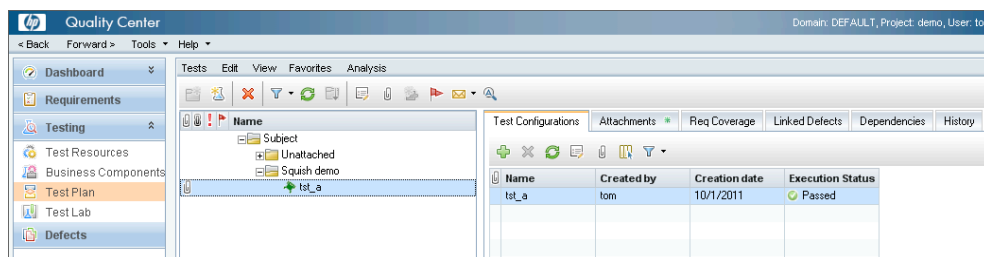 hp Quality Center
Domain: DEFAULT, Project: demo, User: to
< Back Forward > Tools Help
Dashboard
Requirements
Testing
Test Resources
Business Components
Test Plan
Test Lab
Defects
Tests Edit View Favorites Analysis
Name
Subject
Unattached
Squish demo
tst_a
Test Configurations Attachments * Req Coverage Linked Defects Dependencies History
Name Created by Creation date Execution Status
tst_a tom 10/1/2011 Passed